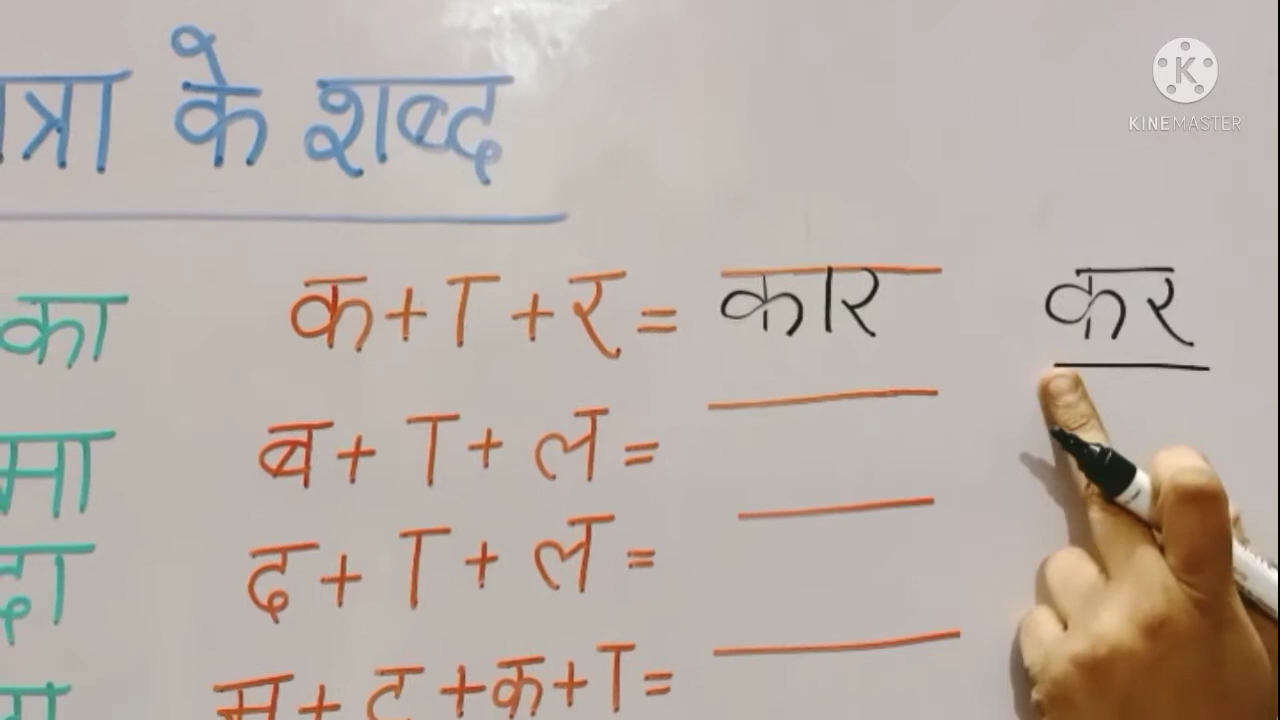 के शब्द
K
KINEMASTER
का क + ा + र = कार कर
मा ब + ा + ल =
दा द + ा + ल =
म + ट + क + ा =